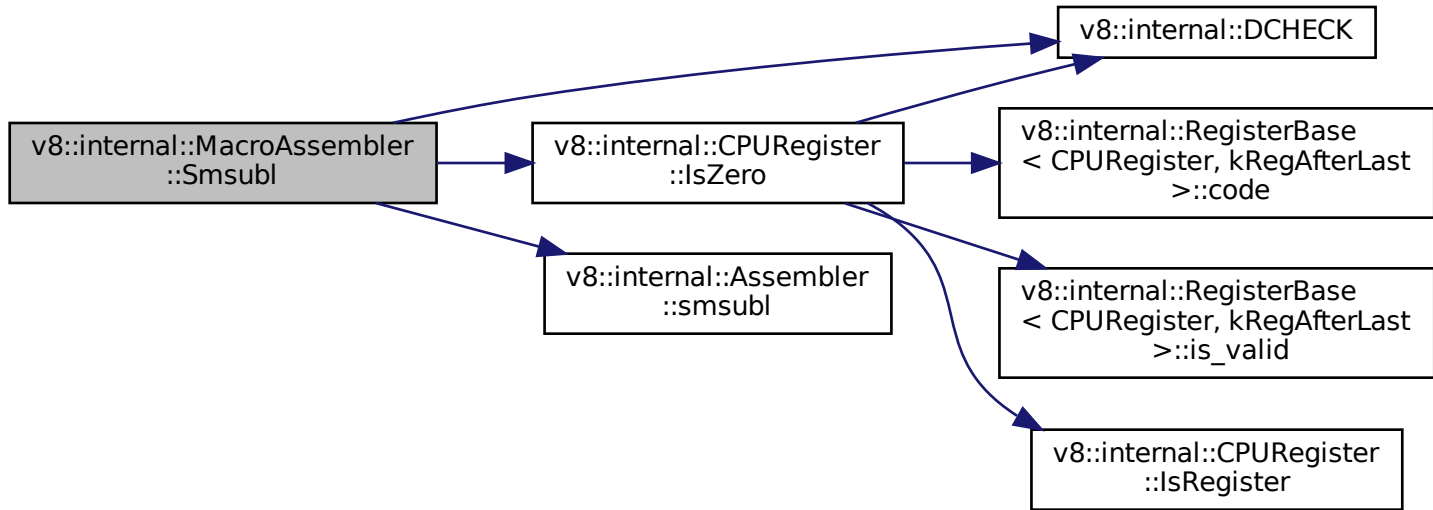 v8::internal::MacroAssembler
::Smsubl
v8::internal::CPURegister
::IsZero
v8::internal::Assembler
::smsubl
v8::internal::DCHECK
v8::internal::RegisterBase
< CPURegister, kRegAfterLast
>::code
v8::internal::RegisterBase
< CPURegister, kRegAfterLast
>::is_valid
v8::internal::CPURegister
::IsRegister